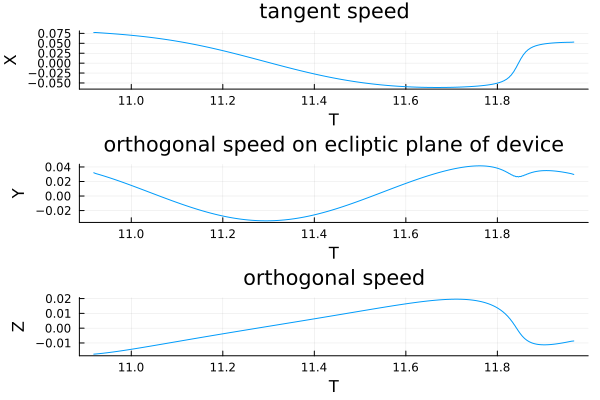 tangent speed
0.075
0.050
0.025
0.000
−0.025
−0.050
X
11.0 11.2 11.4 11.6 11.8
T
orthogonal speed on ecliptic plane of device
0.04
0.02
0.00
−0.02
Y
11.0 11.2 11.4 11.6 11.8
T
orthogonal speed
0.02
0.01
0.00
−0.01
Z
11.0 11.2 11.4 11.6 11.8
T